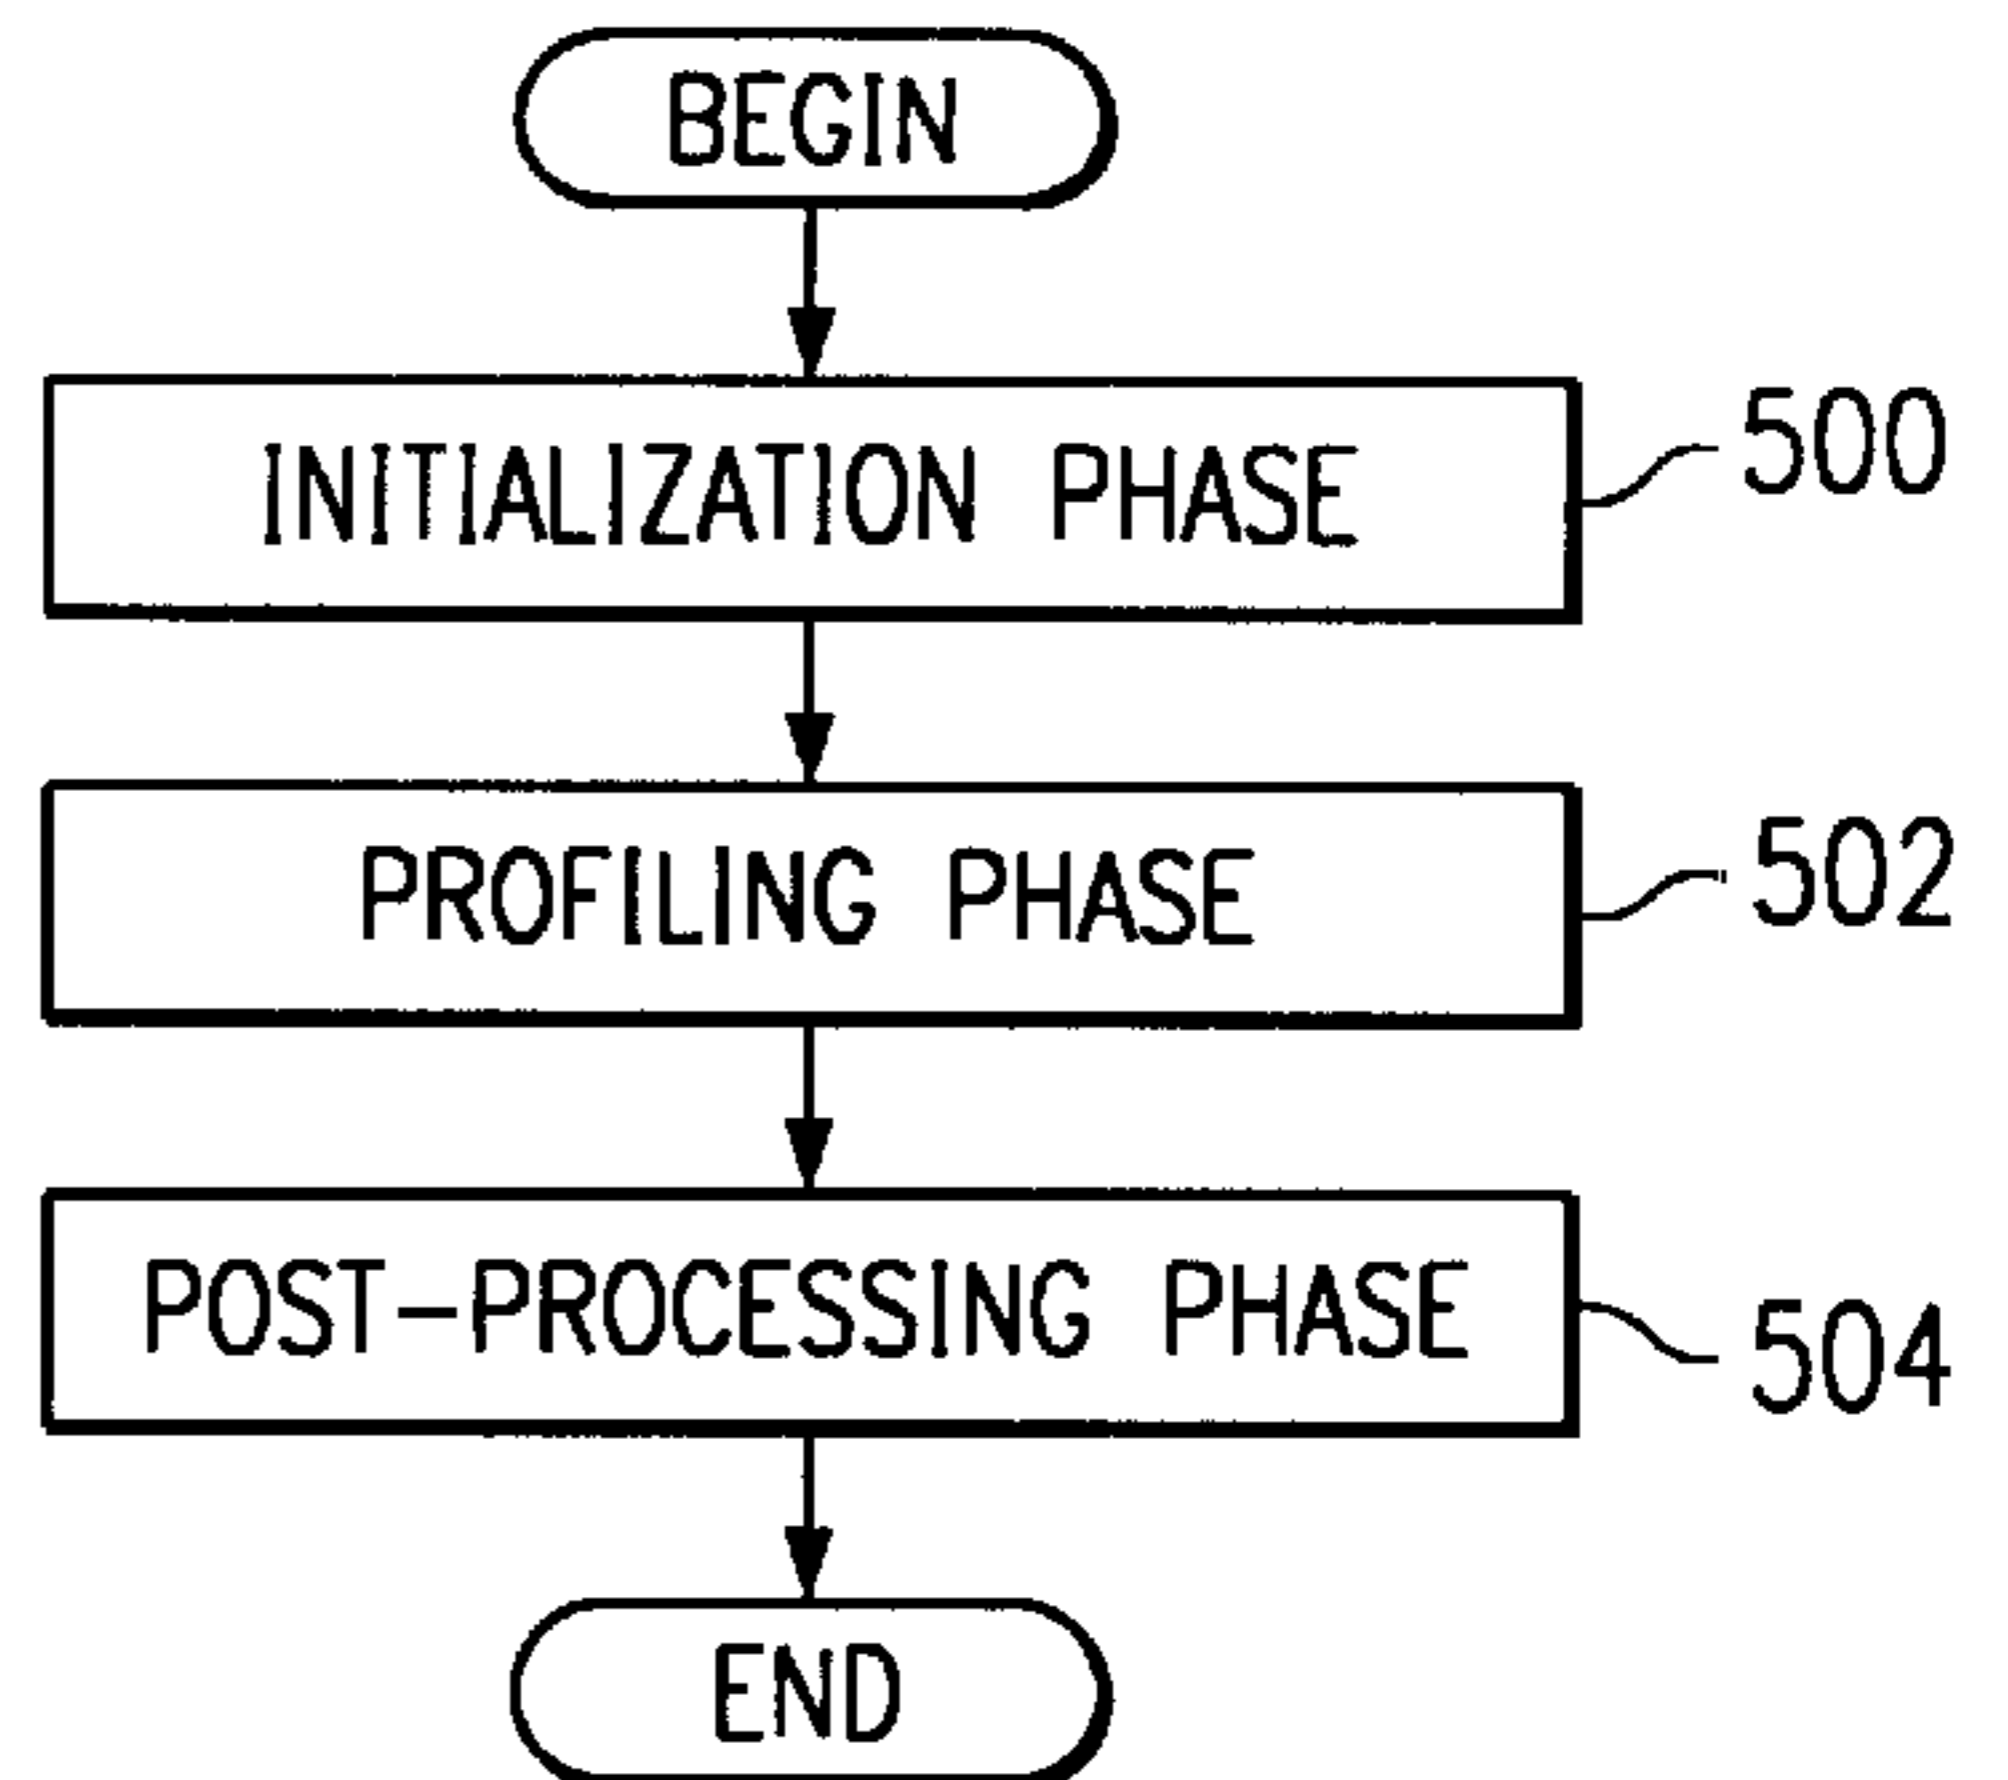 BEGIN
INITIALIZATION PHASE
500
PROFILING PHASE
502
POST-PROCESSING PHASE
504
END